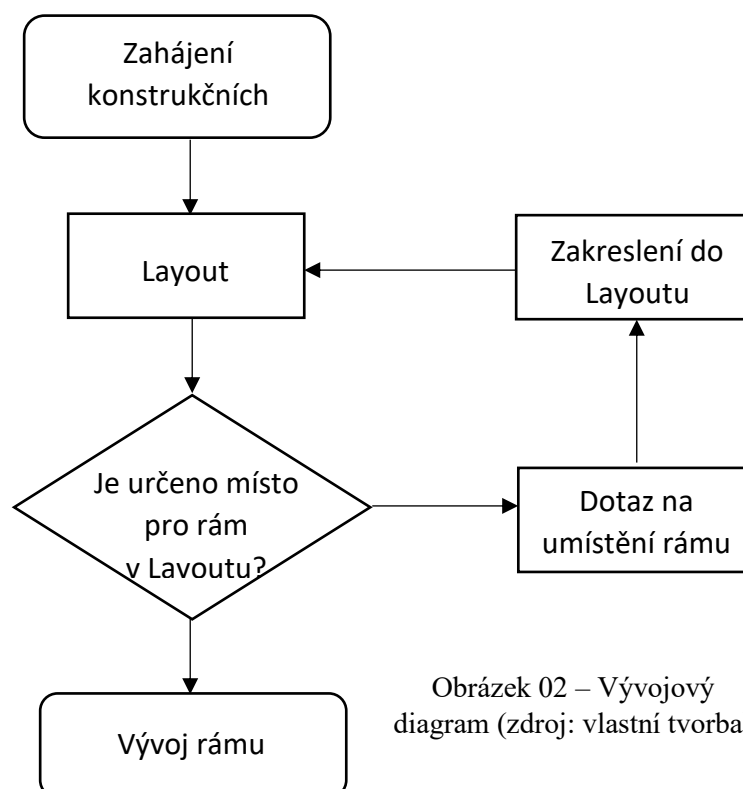 Zahájení
konstrukčních
Layout
Zakreslení do
Layoutu
Je určeno místo
pro rám
v Layoutu?
Dotaz na
umístění rámu
Vývoj rámu
Obrázek 02 – Vývojový
diagram (zdroj: vlastní tvorba